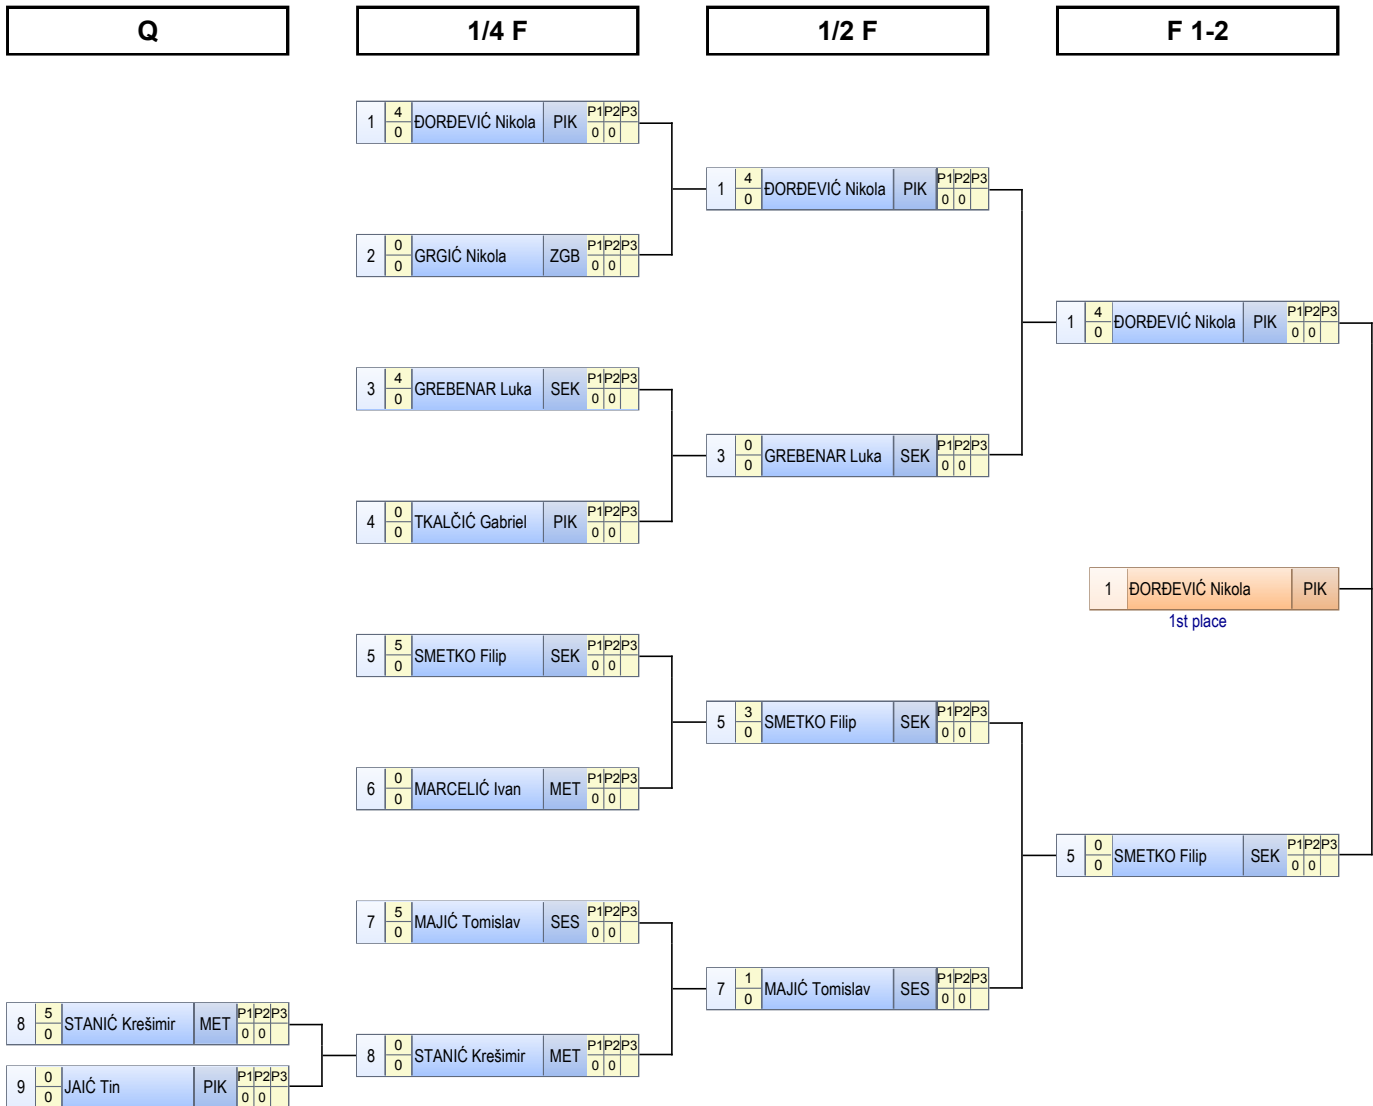 Q 1/4 F 1/2 F F 1-2
1 4 0 ĐORĐEVIĆ Nikola PIK P1 P2 P3 0 0
1 4 0 ĐORĐEVIĆ Nikola PIK P1 P2 P3 0 0
2 0 0 GRGIĆ Nikola ZGB P1 P2 P3 0 0
1 4 0 ĐORĐEVIĆ Nikola PIK P1 P2 P3 0 0
3 4 0 GREBENAR Luka SEK P1 P2 P3 0 0
3 0 0 GREBENAR Luka SEK P1 P2 P3 0 0
4 0 0 TKALČIĆ Gabriel PIK P1 P2 P3 0 0
1 ĐORĐEVIĆ Nikola PIK
1st place
5 5 0 SMETKO Filip SEK P1 P2 P3 0 0
5 3 0 SMETKO Filip SEK P1 P2 P3 0 0
6 0 0 MARCELIĆ Ivan MET P1 P2 P3 0 0
5 0 0 SMETKO Filip SEK P1 P2 P3 0 0
7 5 0 MAJIĆ Tomislav SES P1 P2 P3 0 0
7 1 0 MAJIĆ Tomislav SES P1 P2 P3 0 0
8 5 0 STANIĆ Krešimir MET P1 P2 P3 0 0
8 0 0 STANIĆ Krešimir MET P1 P2 P3 0 0
9 0 0 JAIĆ Tin PIK P1 P2 P3 0 0